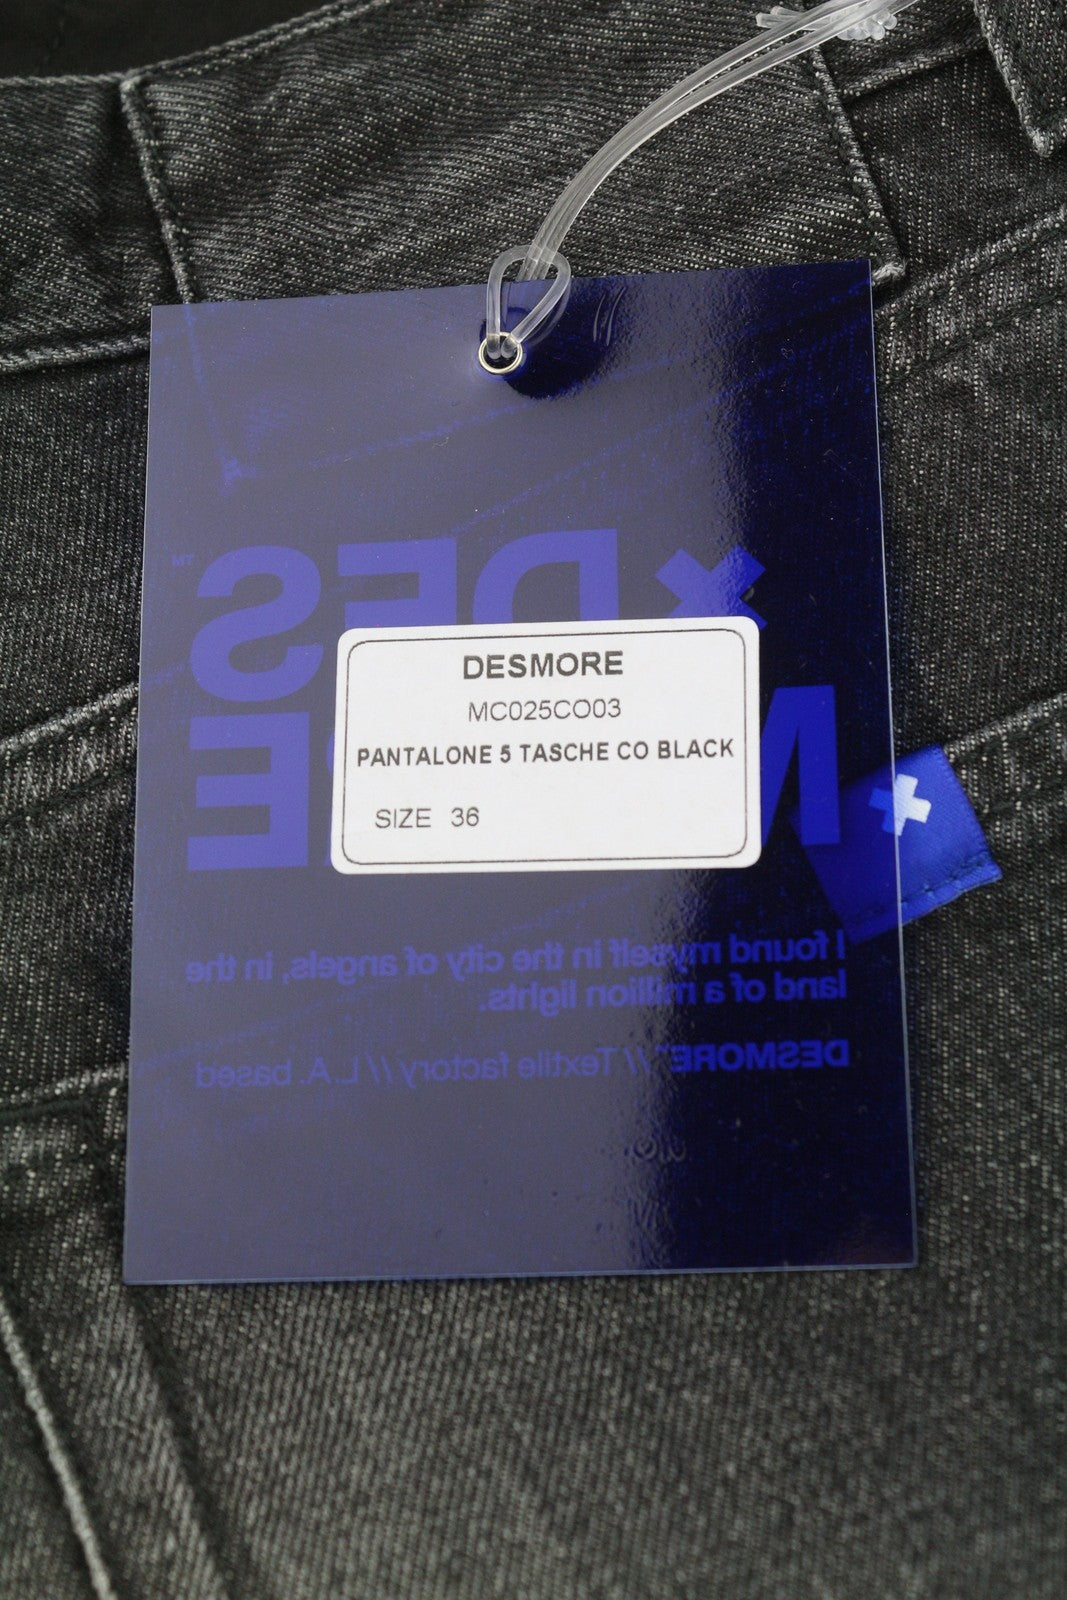 DES™
DESMORE
MC025CO03
PANTALONE 5 TASCHE CO BLACK
SIZE 36
I found myself in the city of angels, in the
land of a million lights.
DESMORE™//Textile factory//L.A. based